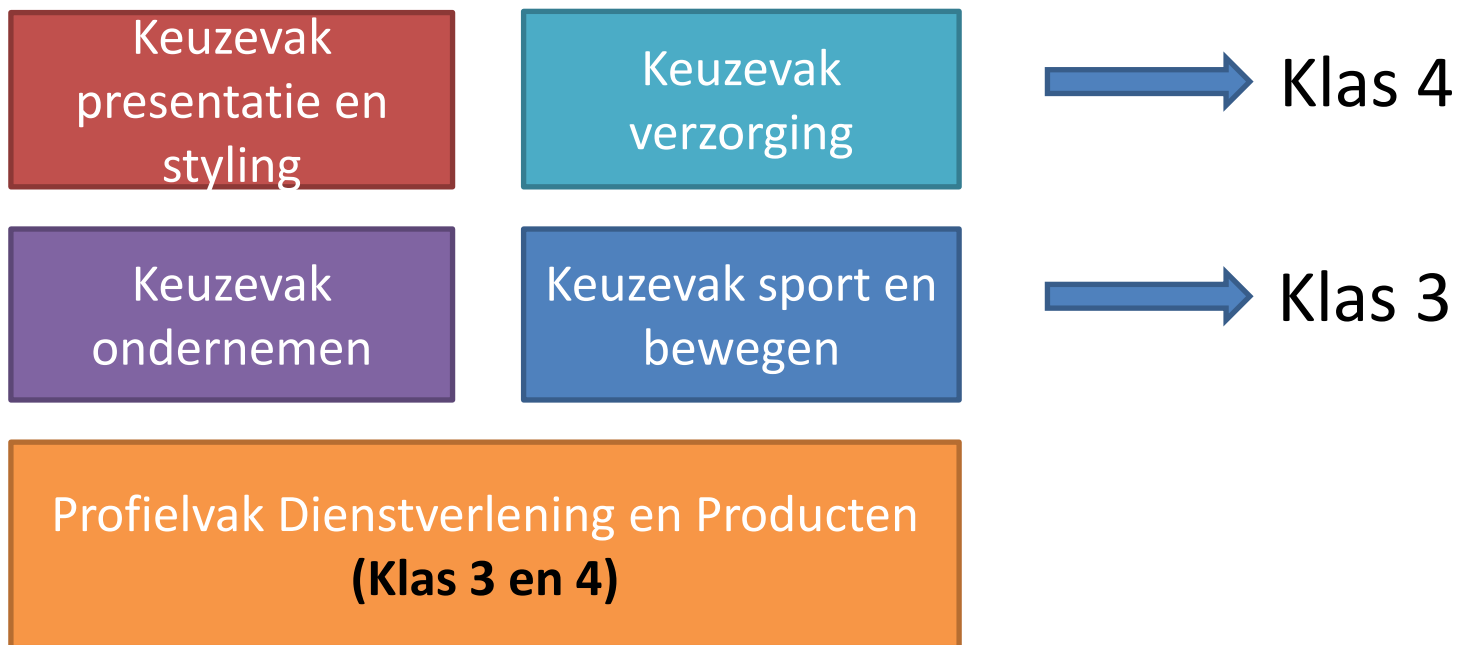 Keuzevak
presentatie en
styling
Keuzevak
verzorging
Klas 4
Keuzevak
ondernemen
Keuzevak sport en
bewegen
Klas 3
Profielvak Dienstverlening en Producten
(Klas 3 en 4)